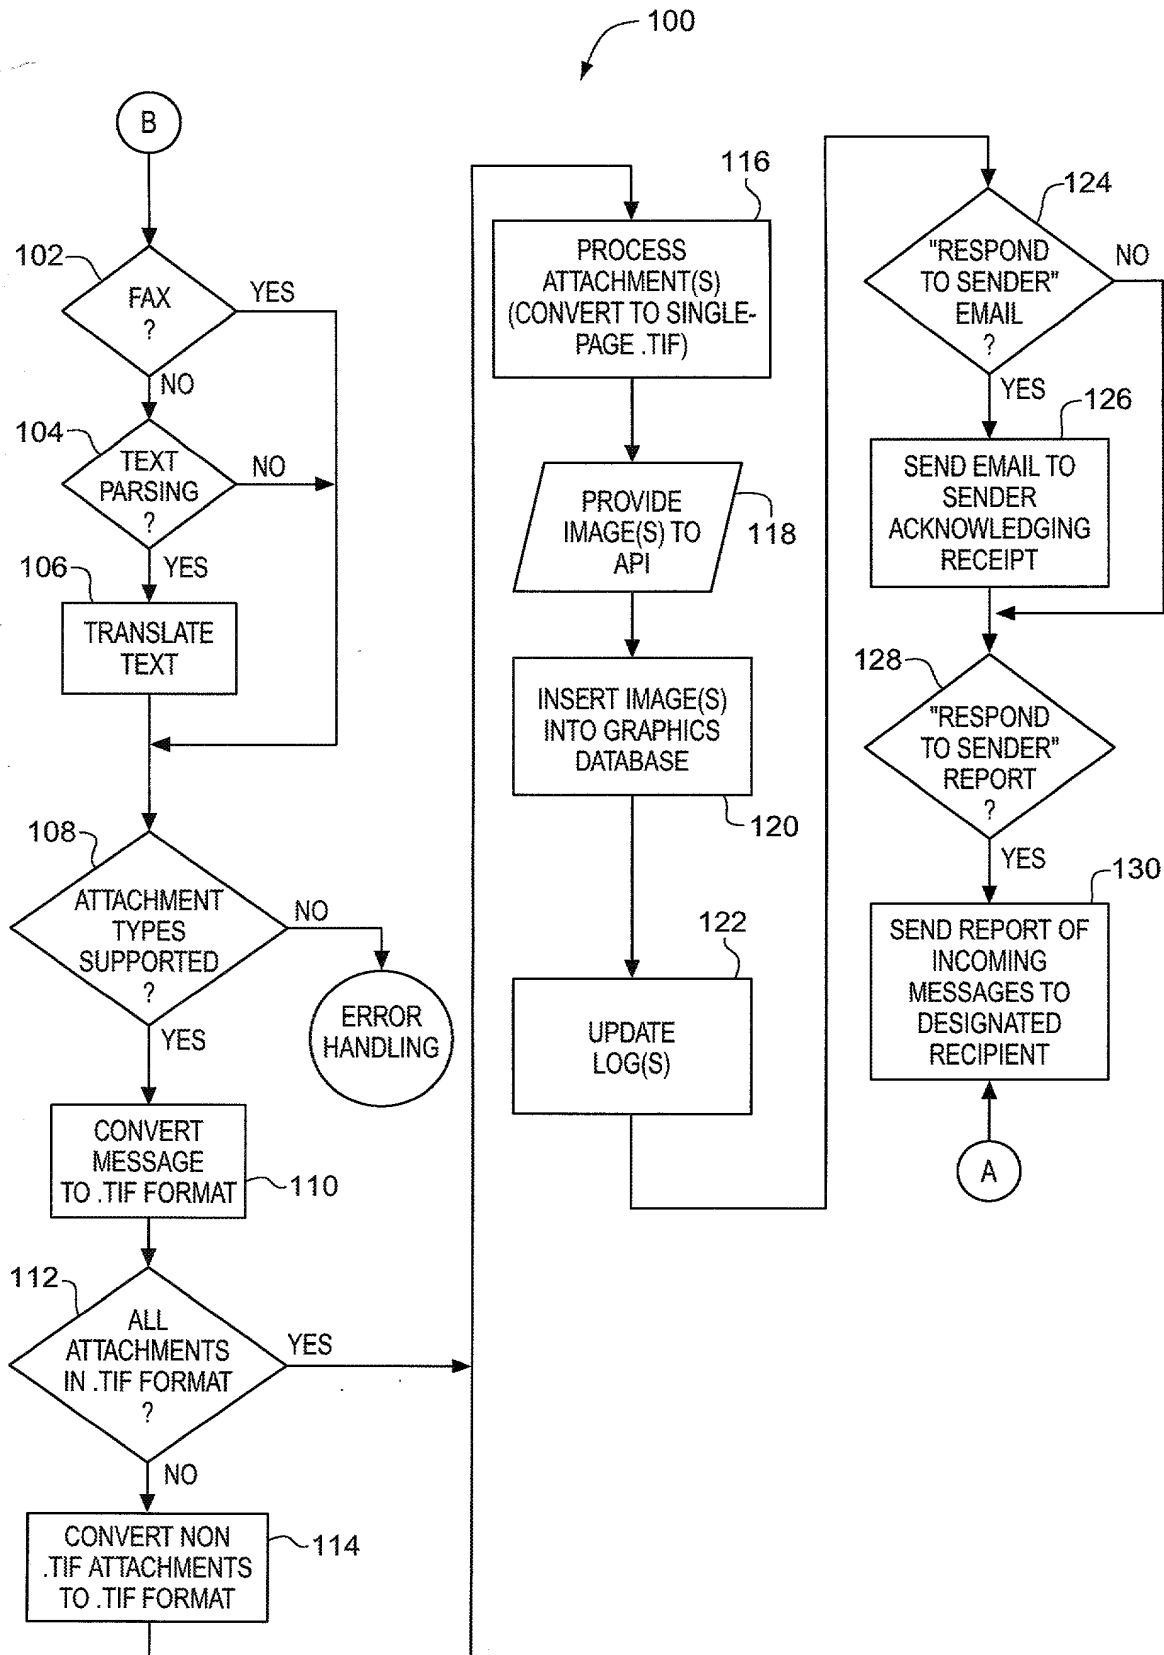 100
B
102
FAX
?
YES
NO
104
TEXT
PARSING
?
NO
YES
106
TRANSLATE
TEXT
108
ATTACHMENT
TYPES
SUPPORTED
?
NO
ERROR
HANDLING
YES
CONVERT
MESSAGE
TO .TIF FORMAT
110
112
ALL
ATTACHMENTS
IN .TIF FORMAT
?
YES
NO
CONVERT NON
.TIF ATTACHMENTS
TO .TIF FORMAT
114
116
PROCESS
ATTACHMENT(S)
(CONVERT TO SINGLE-
PAGE .TIF)
PROVIDE
IMAGE(S) TO
API
118
INSERT IMAGE(S)
INTO GRAPHICS
DATABASE
120
122
UPDATE
LOG(S)
124
"RESPOND
TO SENDER"
EMAIL
?
NO
YES
126
SEND EMAIL TO
SENDER
ACKNOWLEDGING
RECEIPT
128
"RESPOND
TO SENDER"
REPORT
?
YES
130
SEND REPORT OF
INCOMING
MESSAGES TO
DESIGNATED
RECIPIENT
A